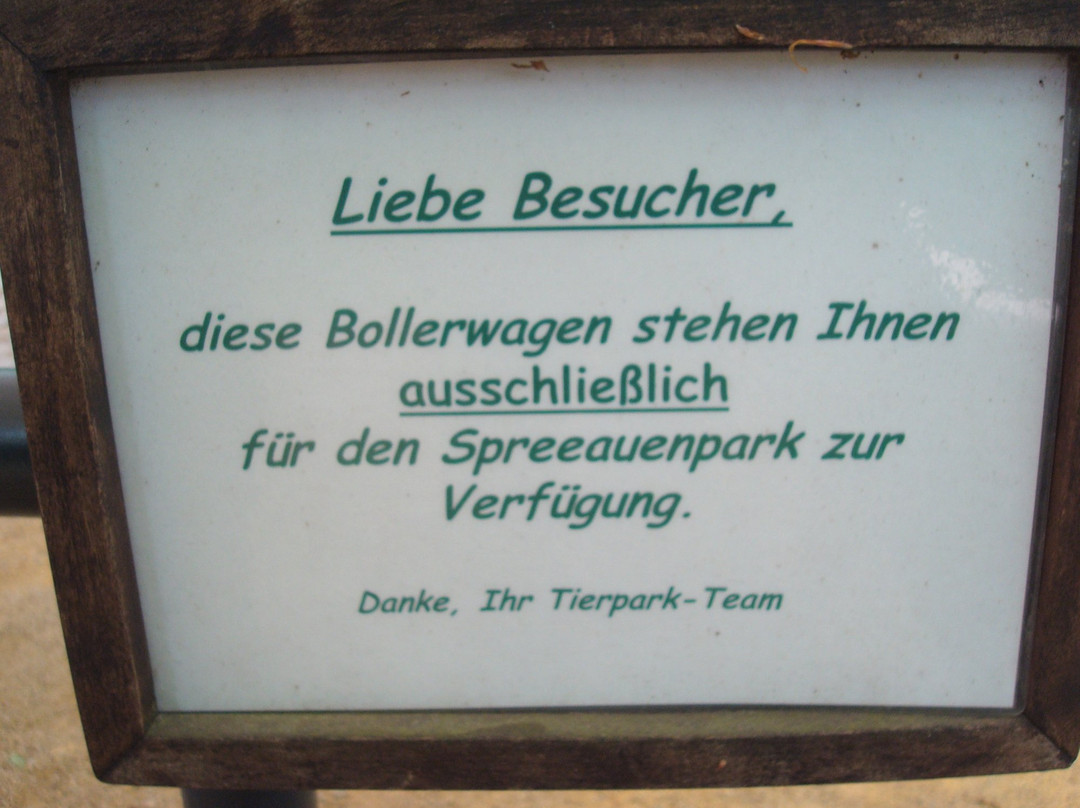 Liebe Besucher,
diese Bollerwagen stehen Ihnen
ausschließlich
für den Spreeauenpark zur
Verfügung.
Danke, Ihr Tierpark-Team